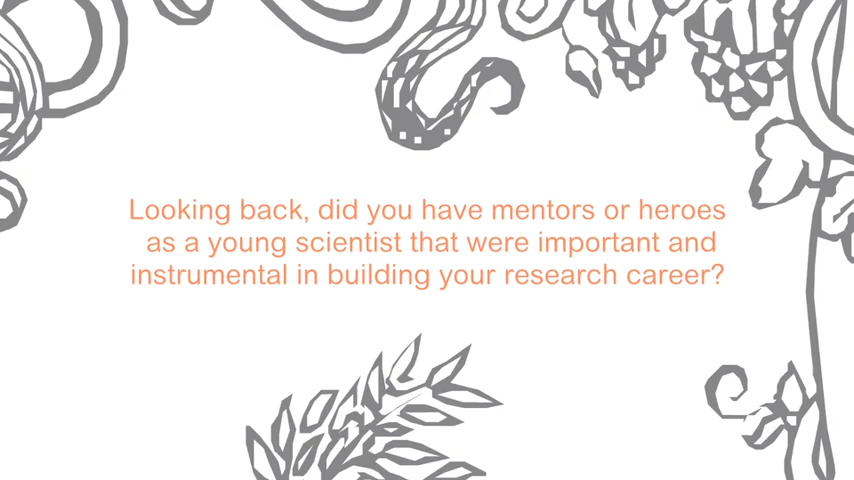 Looking back, did you have mentors or heroes
as a young scientist that were important and
instrumental in building your research career?